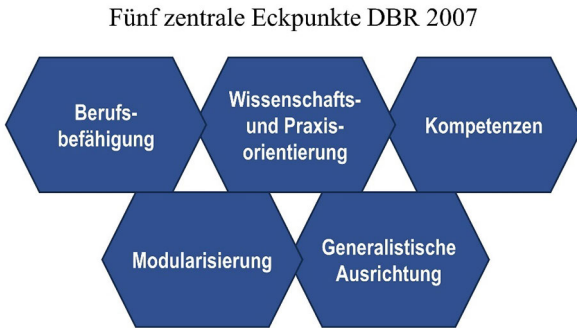 Fünf zentrale Eckpunkte DBR 2007
Berufs-
befähigung
Wissenschafts-
und Praxis-
orientierung
Kompetenzen
Modularisierung
Generalistische
Ausrichtung